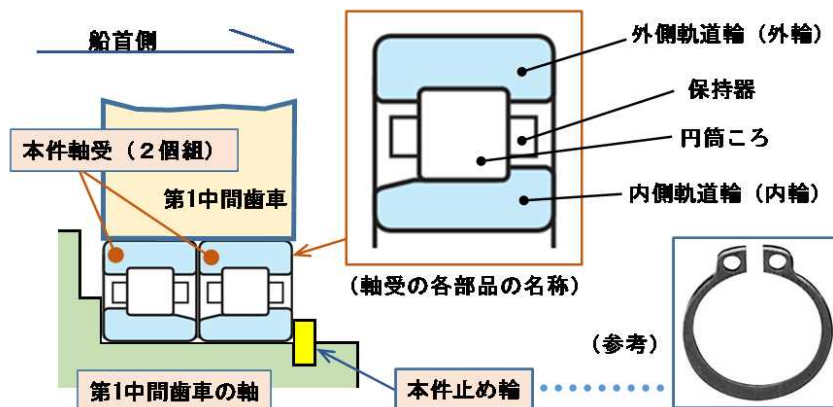 船首側
外側軌道輪（外輪）
保持器
円筒ころ
内側軌道輪（内輪）
（軸受の各部品の名称）
本件軸受（２個組）
第1中間歯車
第1中間歯車の軸
本件止め輪
（参考）